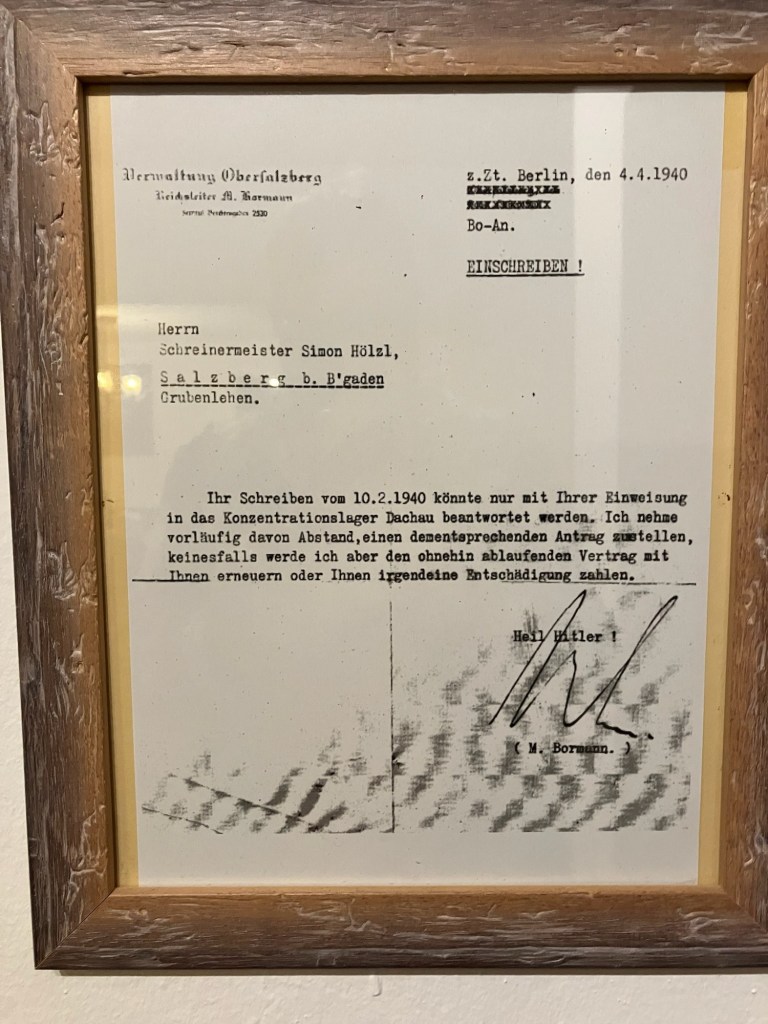 Verwaltung Obersalzberg
Reichsleiter M. Bormann
Berchtesgaden 2520
z.Zt. Berlin, den 4.4.1940
Bo-An.
EINSCHREIBEN !
Herrn
Schreinermeister Simon Hölzl,
S a l z b e r g b. B'gaden
Grubenlehen.
Ihr Schreiben vom 10.2.1940 könnte nur mit Ihrer Einweisung
in das Konzentrationslager Dachau beantwortet werden. Ich nehme
vorläufig davon Abstand,einen dementsprechenden Antrag zustellen,
keinesfalls werde ich aber den ohnehin ablaufenden Vertrag mit
Ihnen erneuern oder Ihnen irgendeine Entschädigung zahlen.
Heil Hitler !
( M. Bormann. )